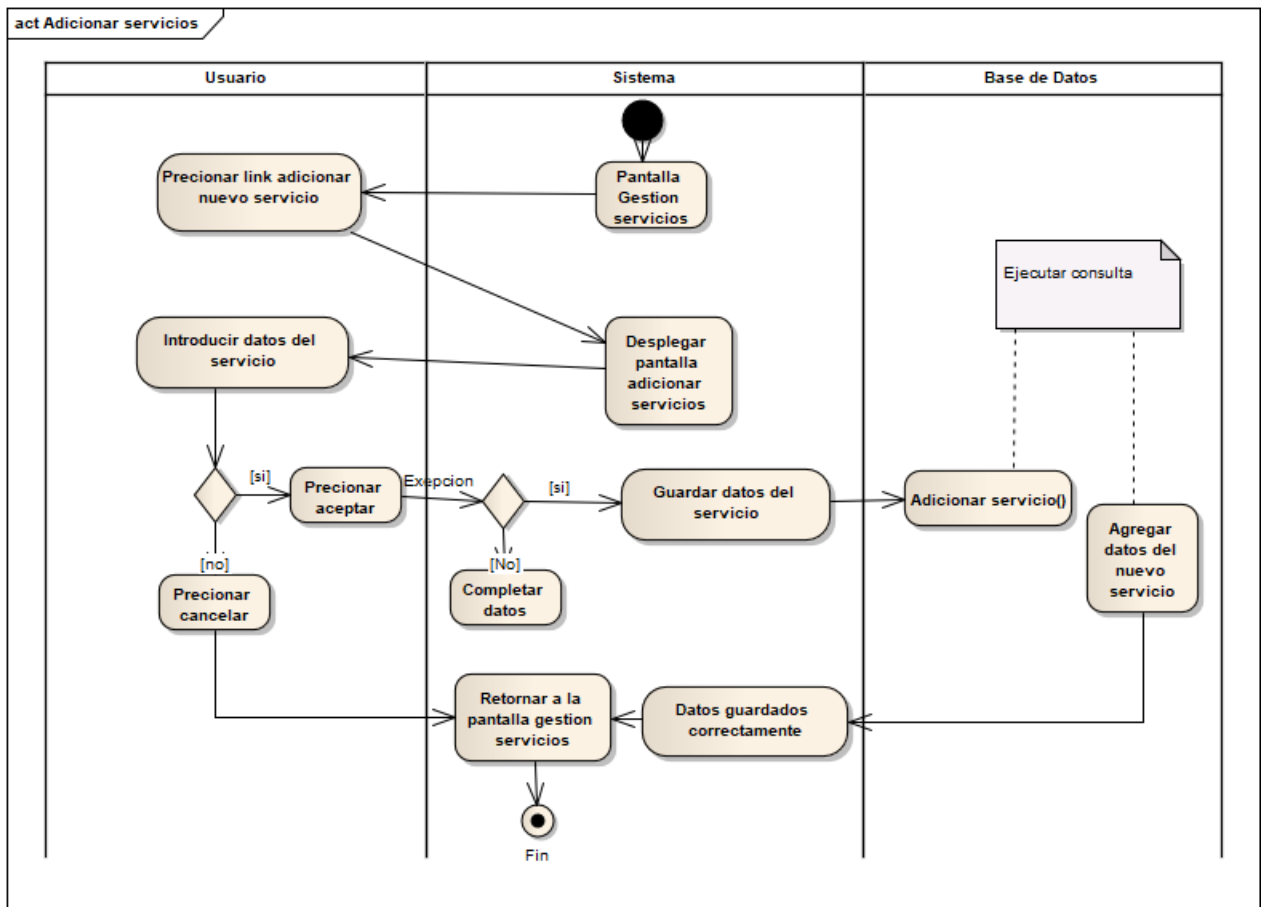 act Adicionar servicios
Usuario
Sistema
Base de Datos
Precionar link adicionar
nuevo servicio
Pantalla
Gestion
servicios
Ejecutar consulta
Introducir datos del
servicio
Desplegar
pantalla
adicionar
servicios
[si]
Precionar
aceptar
Exepcion
[si]
Guardar datos del
servicio
Adicionar servicio()
Agregar
datos del
nuevo
servicio
[no]
Precionar
cancelar
[No]
Completar
datos
Retornar a la
pantalla gestion
servicios
Datos guardados
correctamente
Fin